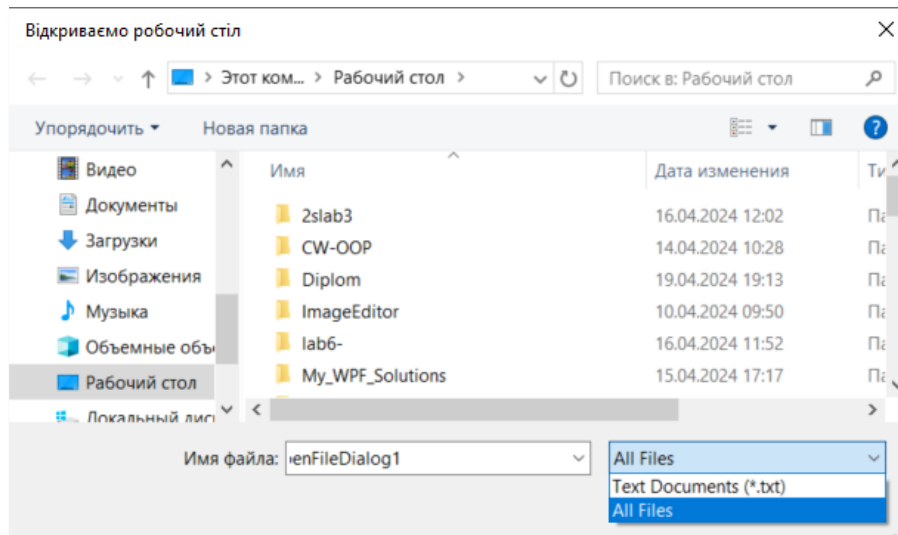 Відкриваємо робочий стіл
Этот ком... > Рабочий стол >
Поиск в: Рабочий стол
Упорядочить
Новая папка
Имя
Дата изменения
Видео
Документы
Загрузки
Изображения
Музыка
Объемные объ
Рабочий стол
2slab3 16.04.2024 12:02
CW-OOP 14.04.2024 10:28
Diplom 19.04.2024 19:13
ImageEditor 10.04.2024 09:50
lab6- 16.04.2024 11:52
My_WPF_Solutions 15.04.2024 17:17
Имя файла: enFileDialog1
All Files
Text Documents (*.txt)
All Files